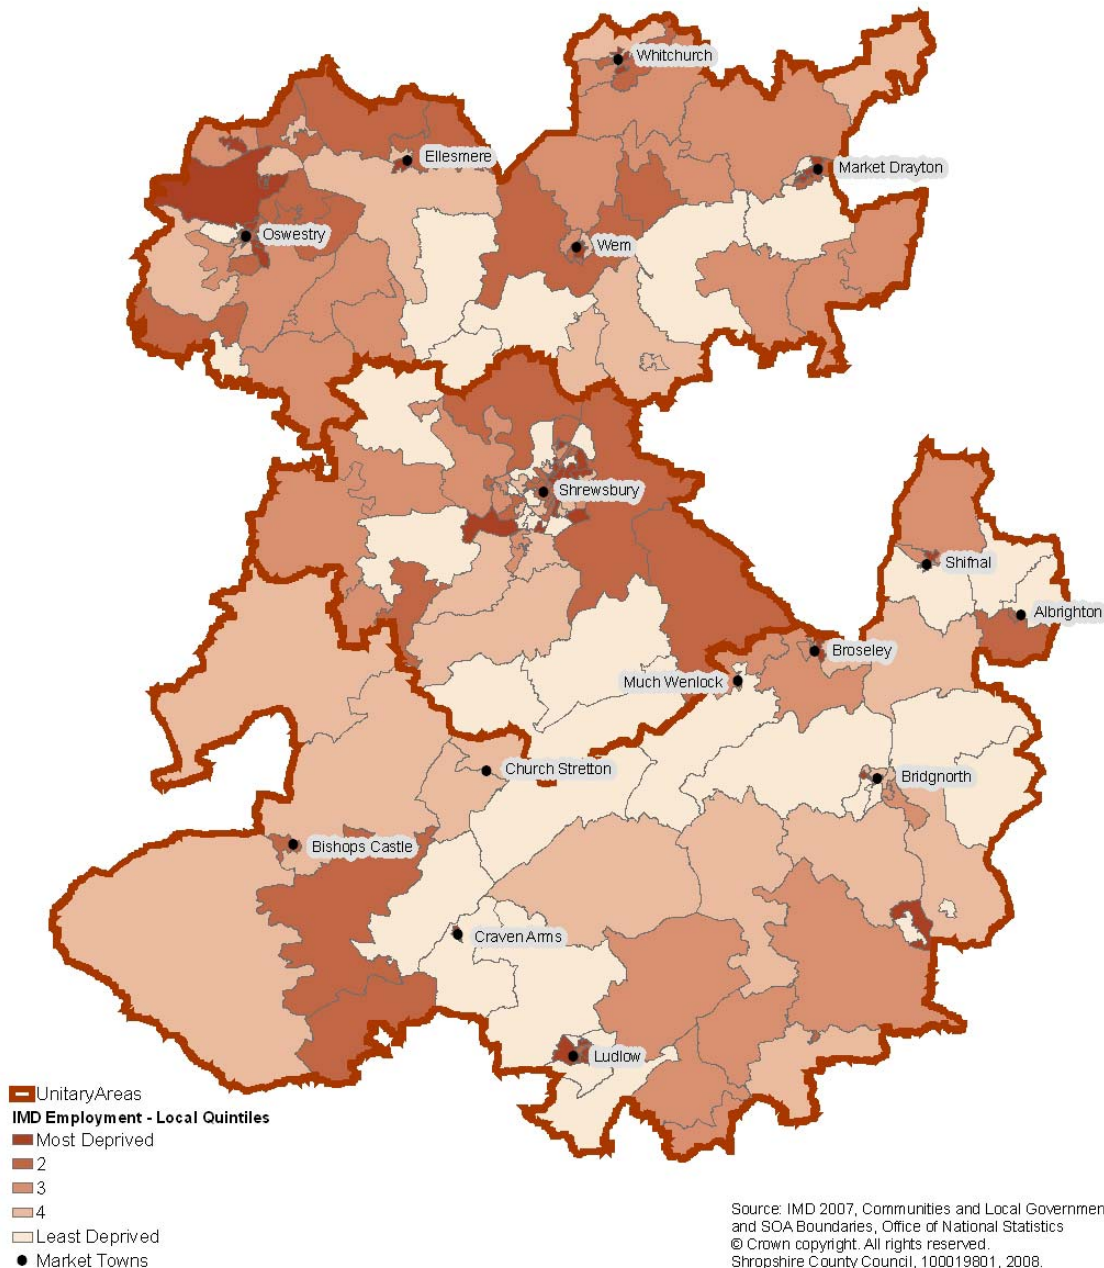 Whitchurch
Ellesmere
Market Drayton
Oswestry
Wem
Shrewsbury
Shifnal
Albrighton
Broseley
Much Wenlock
Church Stretton
Bridgnorth
Bishops Castle
Craven Arms
Ludlow
UnitaryAreas
IMD Employment - Local Quintiles
Most Deprived
2
3
4
Least Deprived
Market Towns
Source: IMD 2007, Communities and Local Governmen
and SOA Boundaries, Office of National Statistics
© Crown copyright. All rights reserved.
Shropshire County Council, 100019801, 2008.